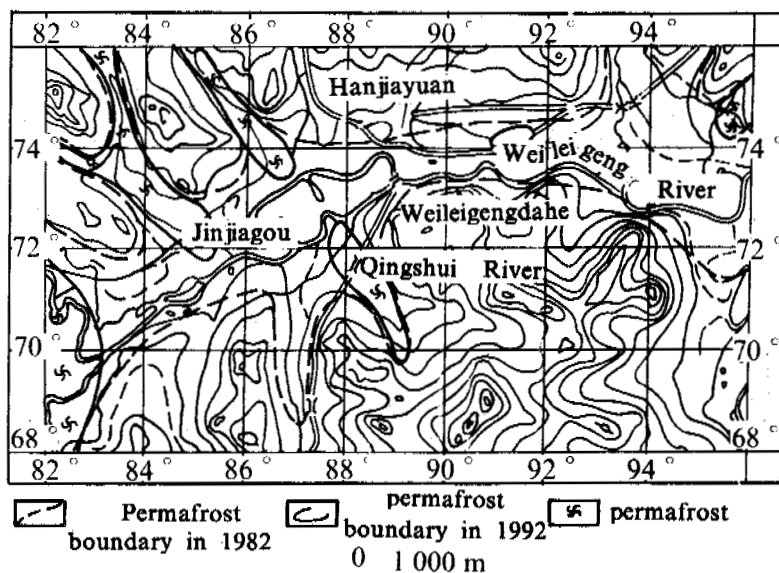 82 84 86 88 90 92 94
Hanjiayuan
74 74
Weilei geng
River
Weileigengdahe
Jinjiagou
72 72
Qingshui River
70 70
68 68
82 84 86 88 90 92 94
Permafrost
boundary in 1982
permafrost
boundary in 1992
permafrost
0 1 000 m